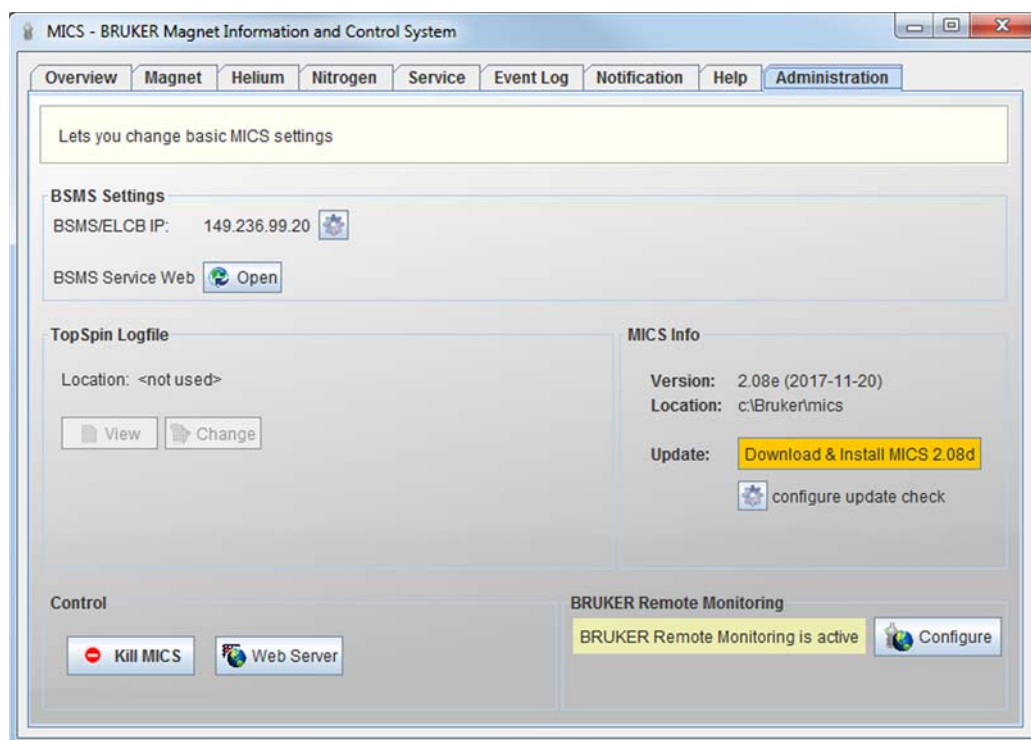 MICS - BRUKER Magnet Information and Control System
Overview Magnet Helium Nitrogen Service Event Log Notification Help Administration
Lets you change basic MICS settings
BSMS Settings
BSMS/ELCB IP: 149.236.99.20
BSMS Service Web Open
TopSpin Logfile
Location: <not used>
View Change
MICS Info
Version: 2.08e (2017-11-20)
Location: c:\Bruker\mics
Update: Download & Install MICS 2.08d
configure update check
Control
Kill MICS Web Server
BRUKER Remote Monitoring
BRUKER Remote Monitoring is active Configure